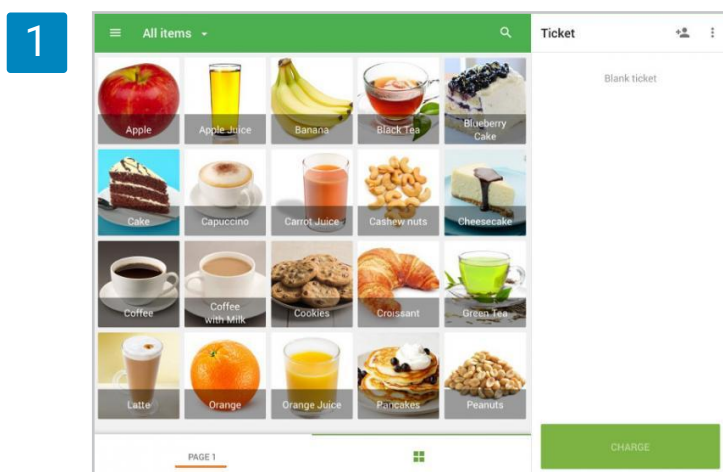 1
All items
Ticket
Blank ticket
Apple
Apple Juice
Banana
Black Tea
Blueberry
Cake
Cake
Capuccino
Carrot Juice
Cashew nuts
Cheesecake
Coffee
Coffee
with Milk
Cookies
Croissant
Green Tea
Latte
Orange
Orange Juice
Pancakes
Peanuts
PAGE 1
CHARGE